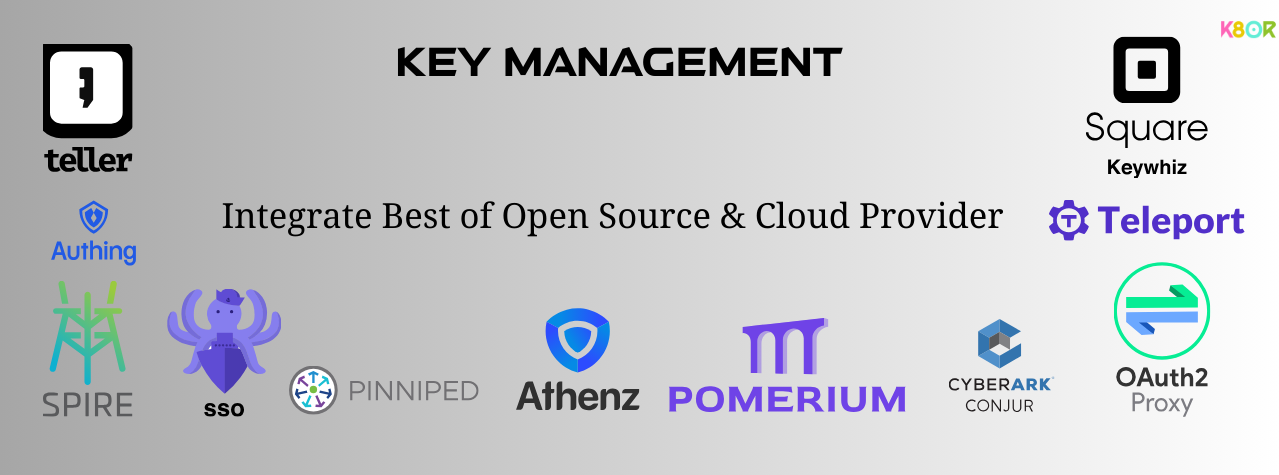 K8OR
KEY MANAGEMENT
teller
Square
Keywhiz
Integrate Best of Open Source & Cloud Provider
Authing
Teleport
SPIRE
sso
PINNIPED
Athenz
POMERIUM
CYBERARK
CONJUR
OAuth2
Proxy